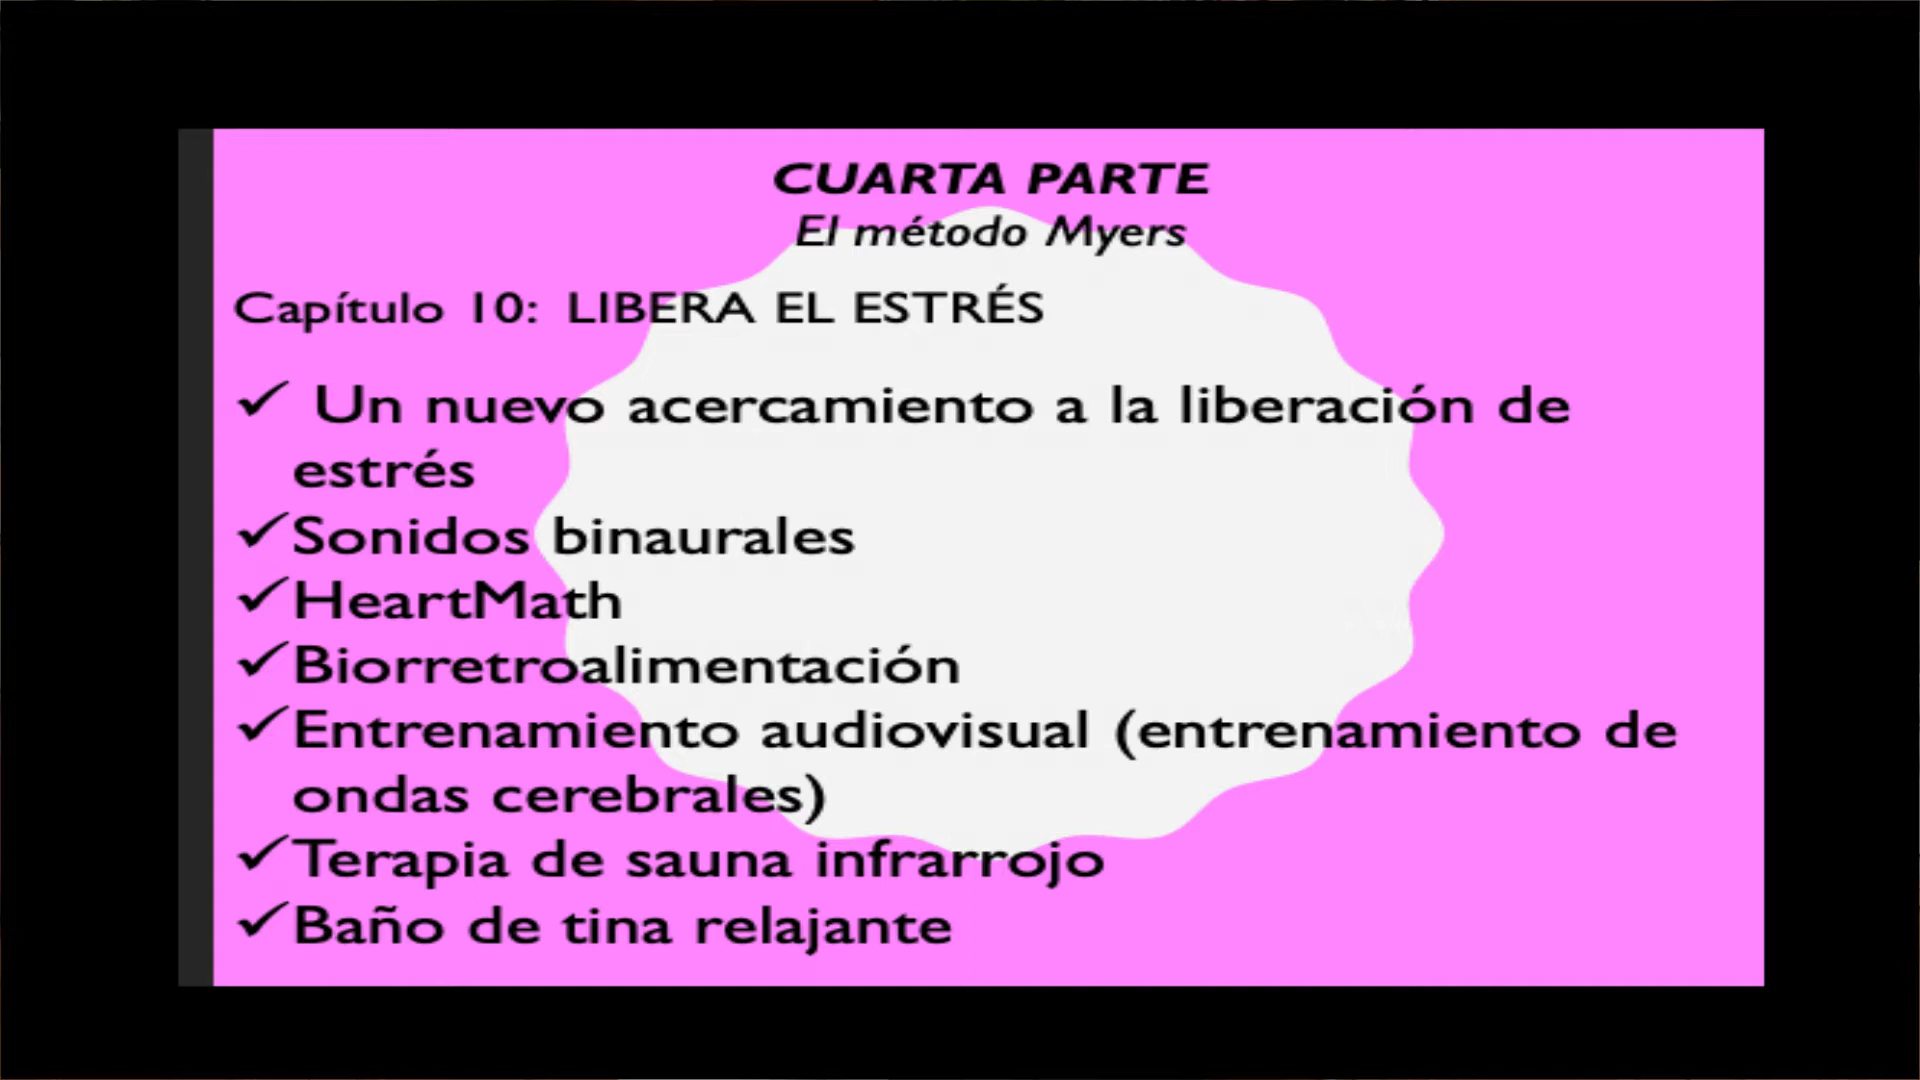 CUARTA PARTE
El método Myers
Capítulo 10: LIBERA EL ESTRÉS
✓ Un nuevo acercamiento a la liberación de
estrés
✓Sonidos binaurales
✓HeartMath
✓Biorretroalimentación
✓Entrenamiento audiovisual (entrenamiento de
ondas cerebrales)
✓Terapia de sauna infrarrojo
✓Baño de tina relajante